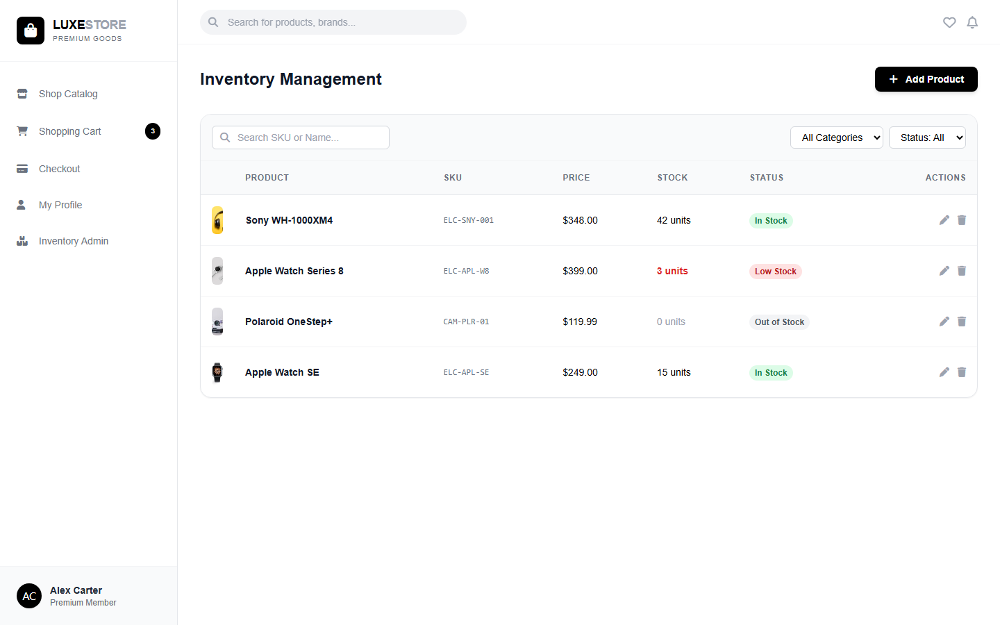 LUXESTORE
PREMIUM GOODS
Search for products, brands...
Shop Catalog
Shopping Cart 3
Checkout
My Profile
Inventory Admin
Inventory Management
Add Product
Search SKU or Name...
All Categories
Status: All
PRODUCT SKU PRICE STOCK STATUS ACTIONS
Sony WH-1000XM4 ELC-SNY-001 $348.00 42 units In Stock
Apple Watch Series 8 ELC-APL-W8 $399.00 3 units Low Stock
Polaroid OneStep+ CAM-PLR-01 $119.99 0 units Out of Stock
Apple Watch SE ELC-APL-SE $249.00 15 units In Stock
AC
Alex Carter
Premium Member